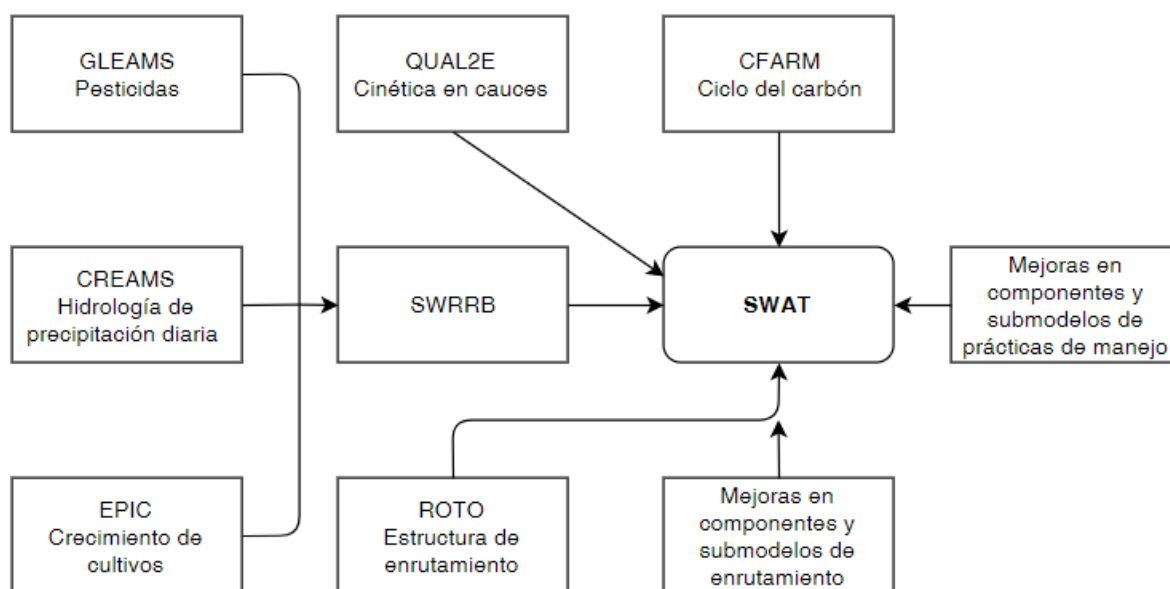 GLEAMS
Pesticidas
QUAL2E
Cinética en cauces
CFARM
Ciclo del carbón
CREAMS
Hidrología de
precipitación diaria
SWRRB
SWAT
Mejoras en
componentes y
submodelos de
prácticas de manejo
EPIC
Crecimiento de
cultivos
ROTO
Estructura de
enrutamiento
Mejoras en
componentes y
submodelos de
enrutamiento